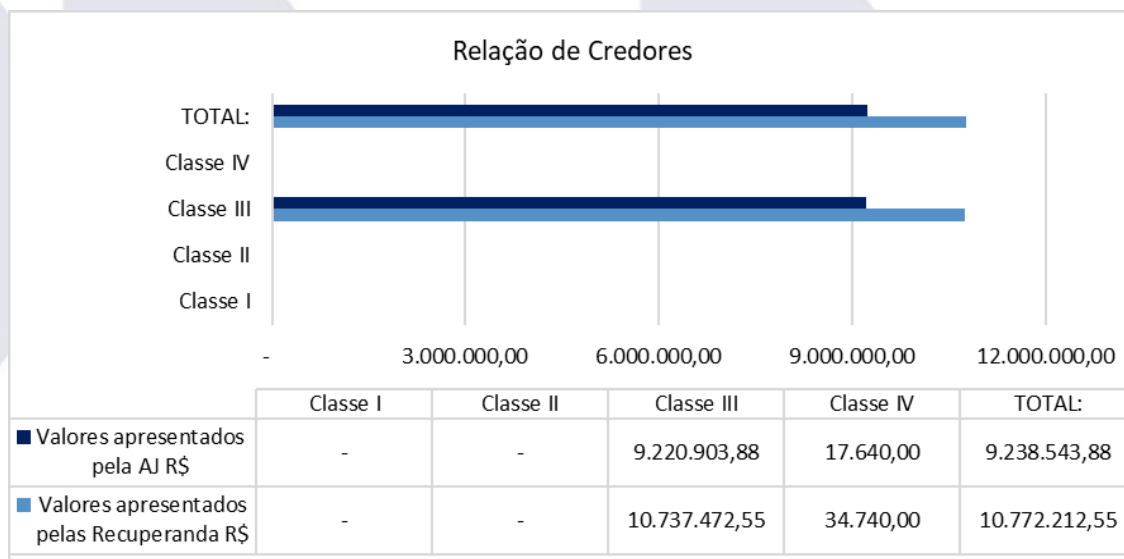 Relação de Credores
TOTAL:
Classe IV
Classe III
Classe II
Classe I
- 3.000.000,00 6.000.000,00 9.000.000,00 12.000.000,00
Classe I Classe II Classe III Classe IV TOTAL:
Valores apresentados
pela AJ R$
- - 9.220.903,88 17.640,00 9.238.543,88
Valores apresentados
pelas Recuperanda R$
- - 10.737.472,55 34.740,00 10.772.212,55